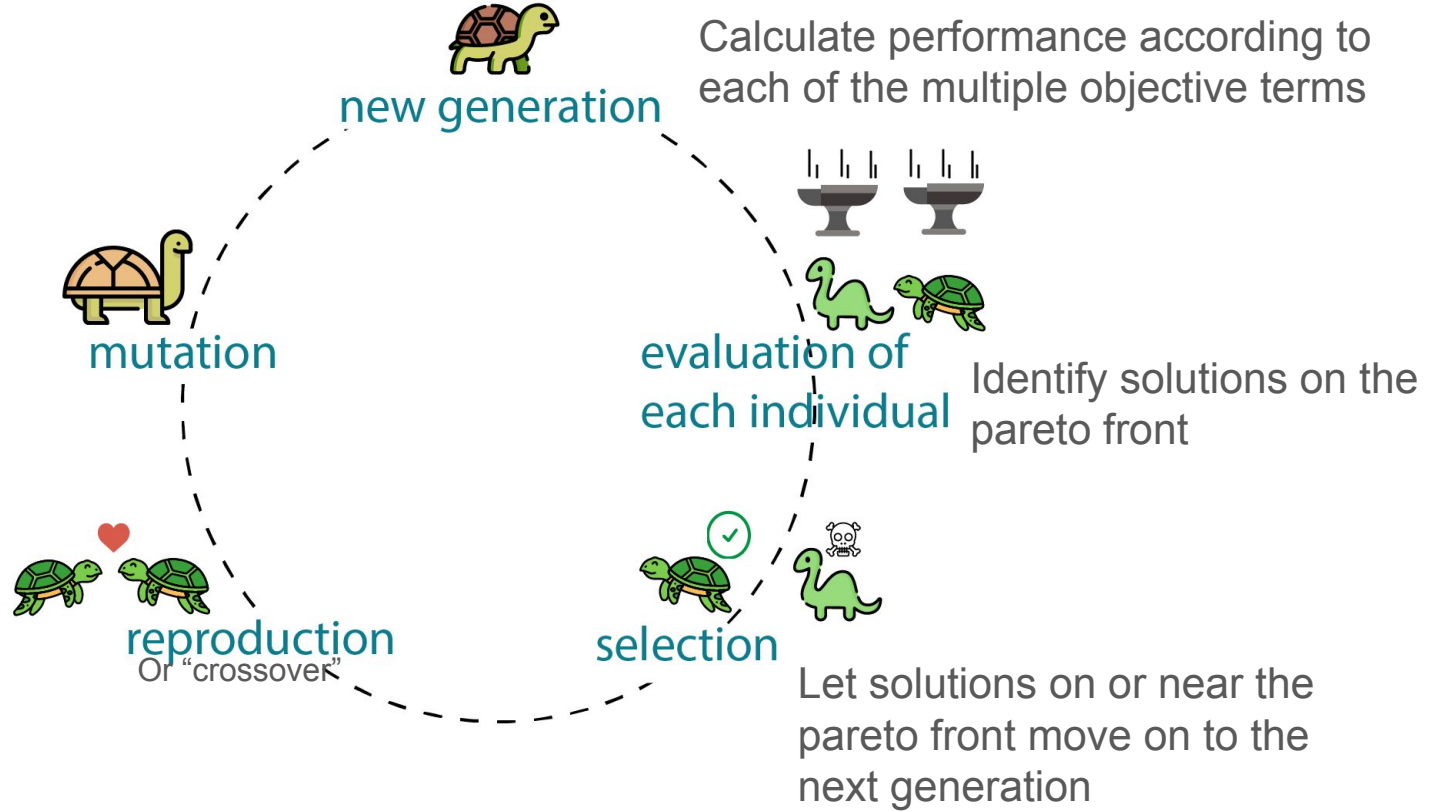 new generation
Calculate performance according to
each of the multiple objective terms
evaluation of
each individual
Identify solutions on the
pareto front
selection
Let solutions on or near the
pareto front move on to the
next generation
reproduction
Or “crossover”
mutation